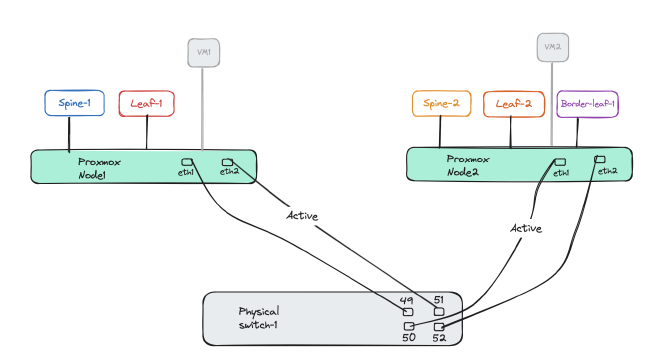 VM1
VM2
Spine-1
Leaf-1
Spine-2
Leaf-2
Border-leaf-1
Proxmox
Node1
eth1
eth2
Proxmox
Node2
eth1
eth2
Active
Active
Physical
switch-1
49
51
50
52